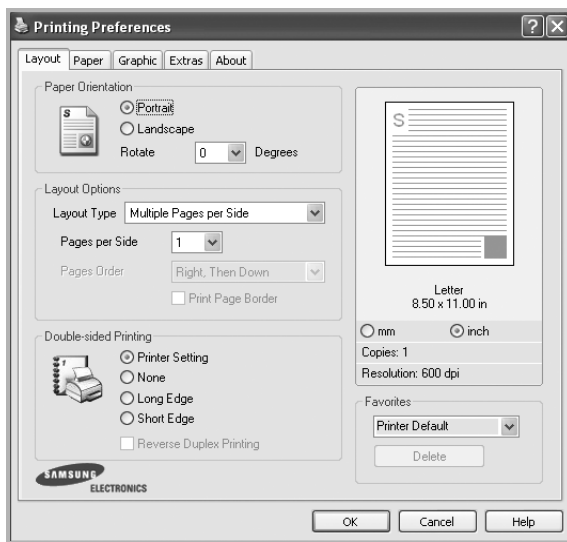 Printing Preferences
Layout Paper Graphic Extras About
Paper Orientation
S
Portrait
Landscape
Rotate 0 Degrees
Layout Options
Layout Type Multiple Pages per Side
Pages per Side 1
Pages Order Right, Then Down
Print Page Border
Double-sided Printing
Printer Setting
None
Long Edge
Short Edge
Reverse Duplex Printing
SAMSUNG
ELECTRONICS
S
Letter
8.50 x 11.00 in
mm inch
Copies: 1
Resolution: 600 dpi
Favorites
Printer Default
Delete
OK Cancel Help